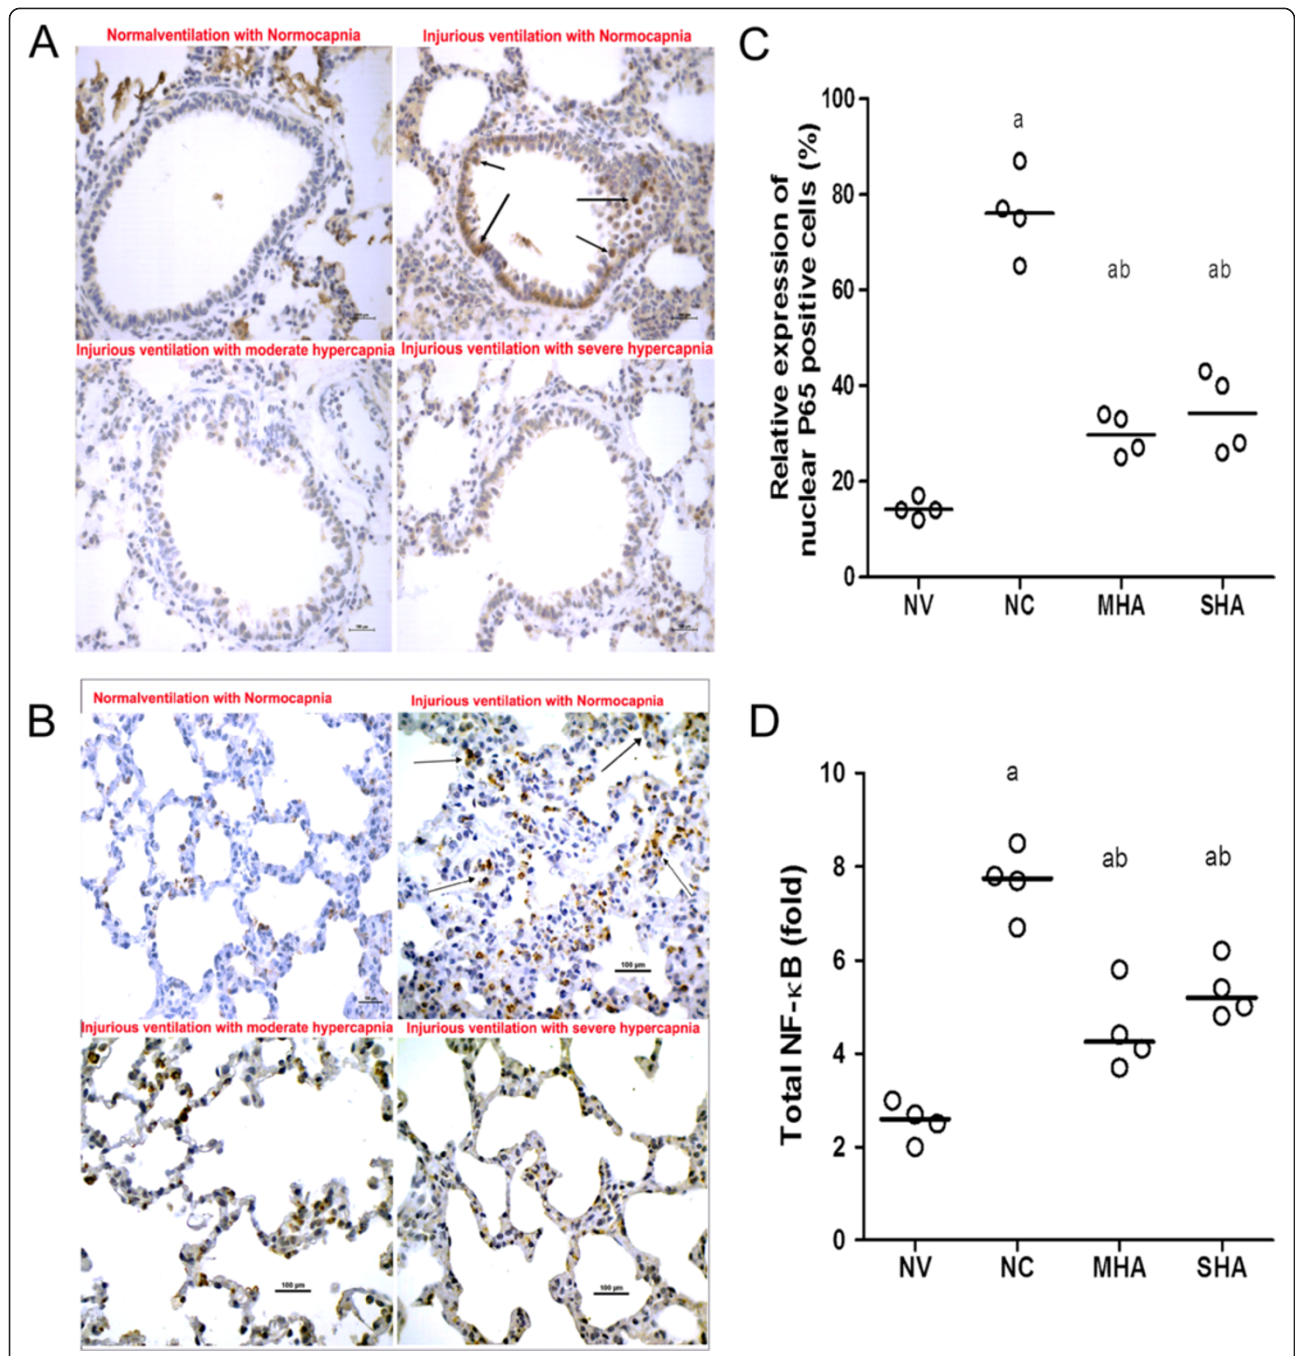 A
Normalventilation with Normocapnia
Injurious ventilation with Normocapnia
Injurious ventilation with moderate hypercapnia
Injurious ventilation with severe hypercapnia
B
Normalventilation with Normocapnia
Injurious ventilation with Normocapnia
100 µm
Injurious ventilation with moderate hypercapnia
Injurious ventilation with severe hypercapnia
100 µm
100 µm
C
Relative expression of
nuclear P65 positive cells (%)
100
80
60
40
20
0
a
ab
ab
NV
NC
MHA
SHA
D
Total NF-κB (fold)
10
8
6
4
2
0
a
ab
ab
NV
NC
MHA
SHA